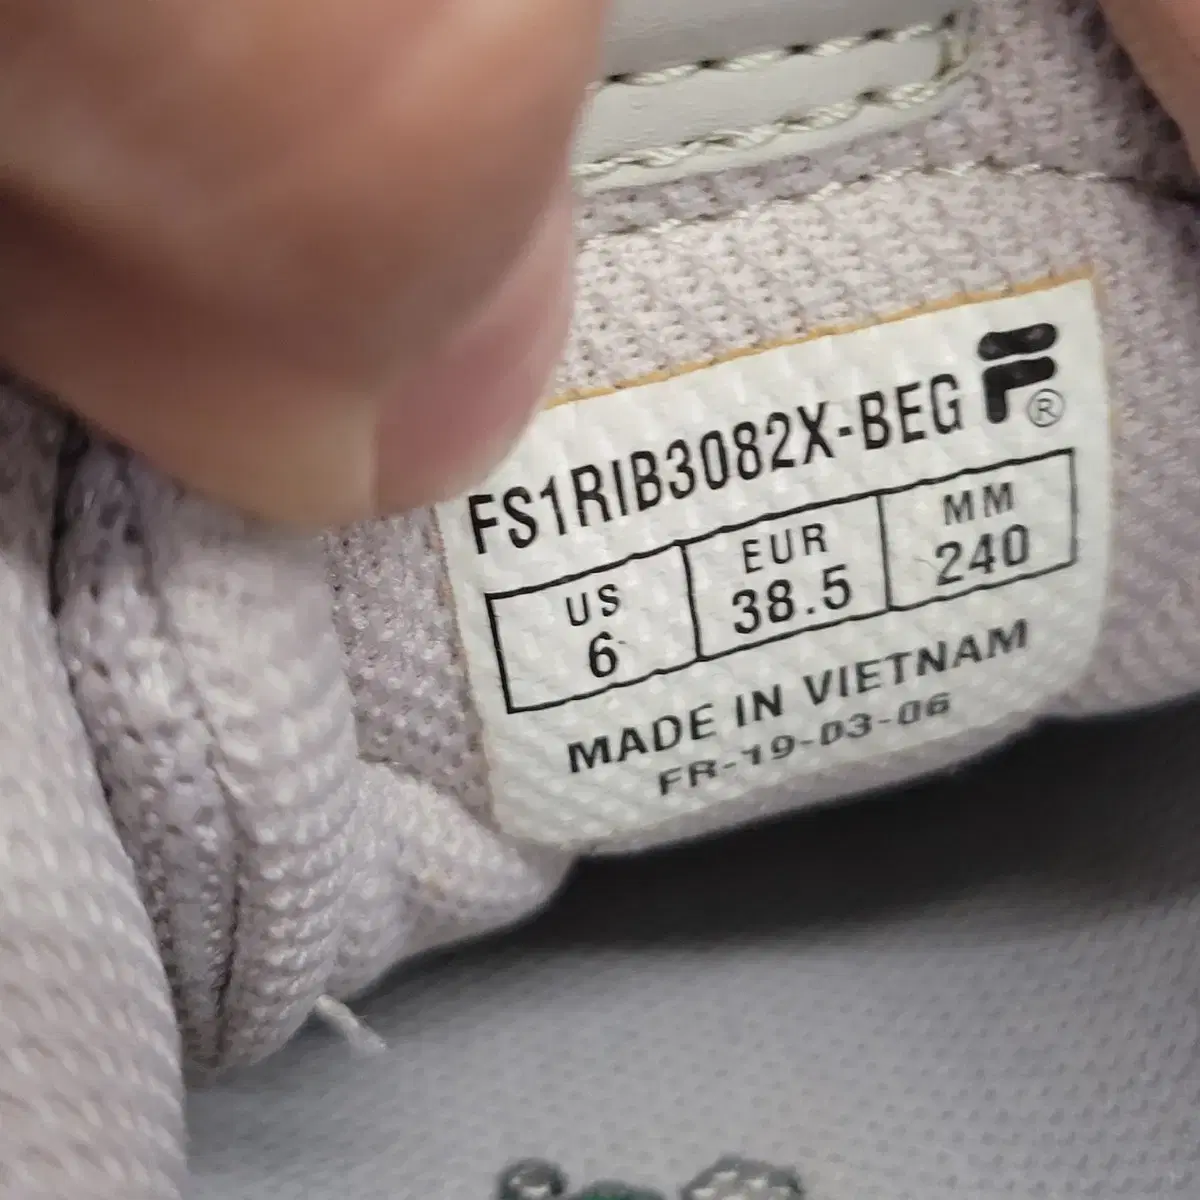 FS1RIB3082X-BEG F ®
US EUR MM
6 38.5 240
MADE IN VIETNAM
FR-19-03-06